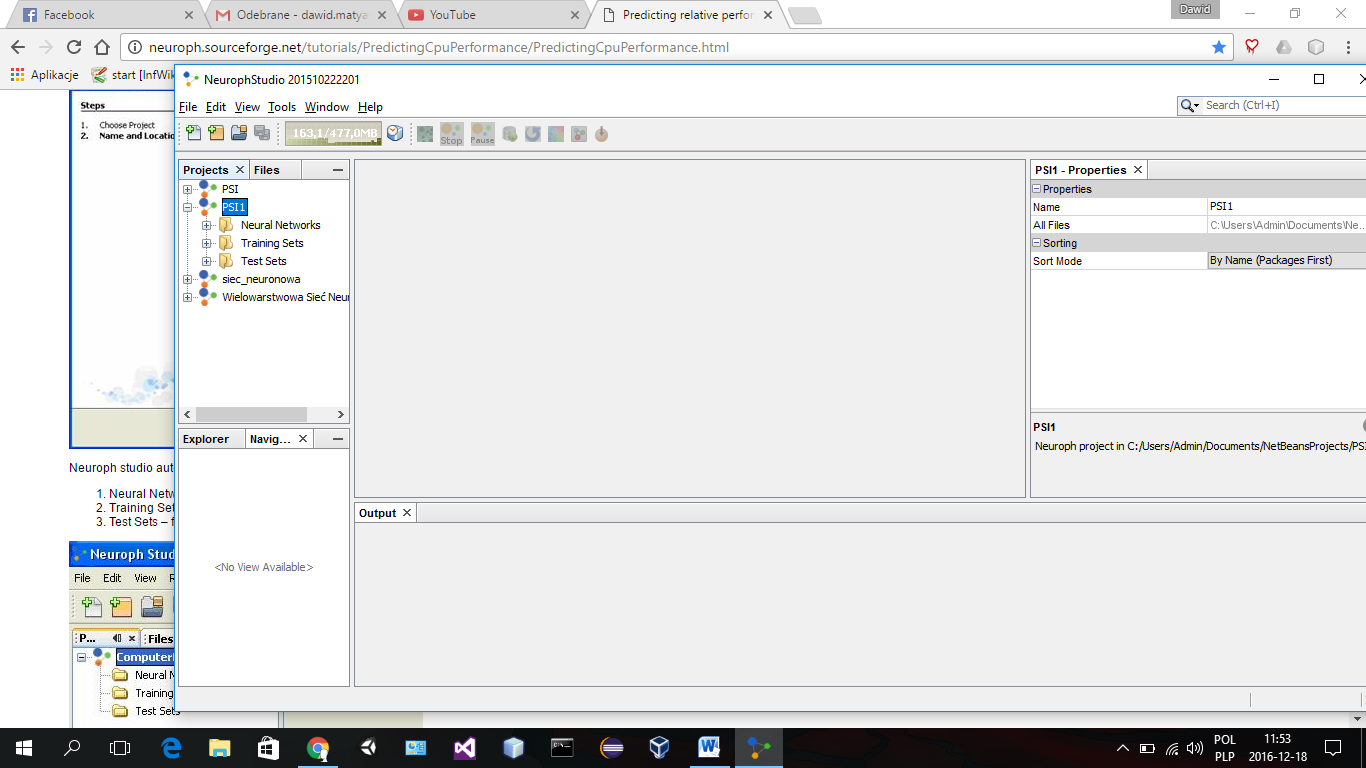 Facebook
Odebrane - dawid.matya
YouTube
Predicting relative perfor
Dawid
neuroph.sourceforge.net/tutorials/PredictingCpuPerformance/PredictingCpuPerformance.html
Aplikacje
start [InfWik
NeurophStudio 201510222201
File Edit View Tools Window Help
Search (Ctrl+I)
163,1/477,0MB
Stop
Pause
Steps
1. Choose Project
2. Name and Locatio
Projects
Files
PSI
PSI1
Neural Networks
Training Sets
Test Sets
siec_neuronowa
Wielowarstwowa Sieć Neur
PSI1 - Properties
Properties
Name PSI1
All Files C:\Users\Admin\Documents\Ne...
Sorting
Sort Mode By Name (Packages First)
PSI1
Neuroph project in C:/Users/Admin/Documents/NetBeansProjects/PSI
Explorer
Navig...
<No View Available>
Output
Neuroph studio aut
1. Neural Netw
2. Training Set
3. Test Sets – f
Neuroph Stud
File Edit View R
P...
Files
Computer
Neural N
Training
Test Sets
POL
PLP
11:53
2016-12-18